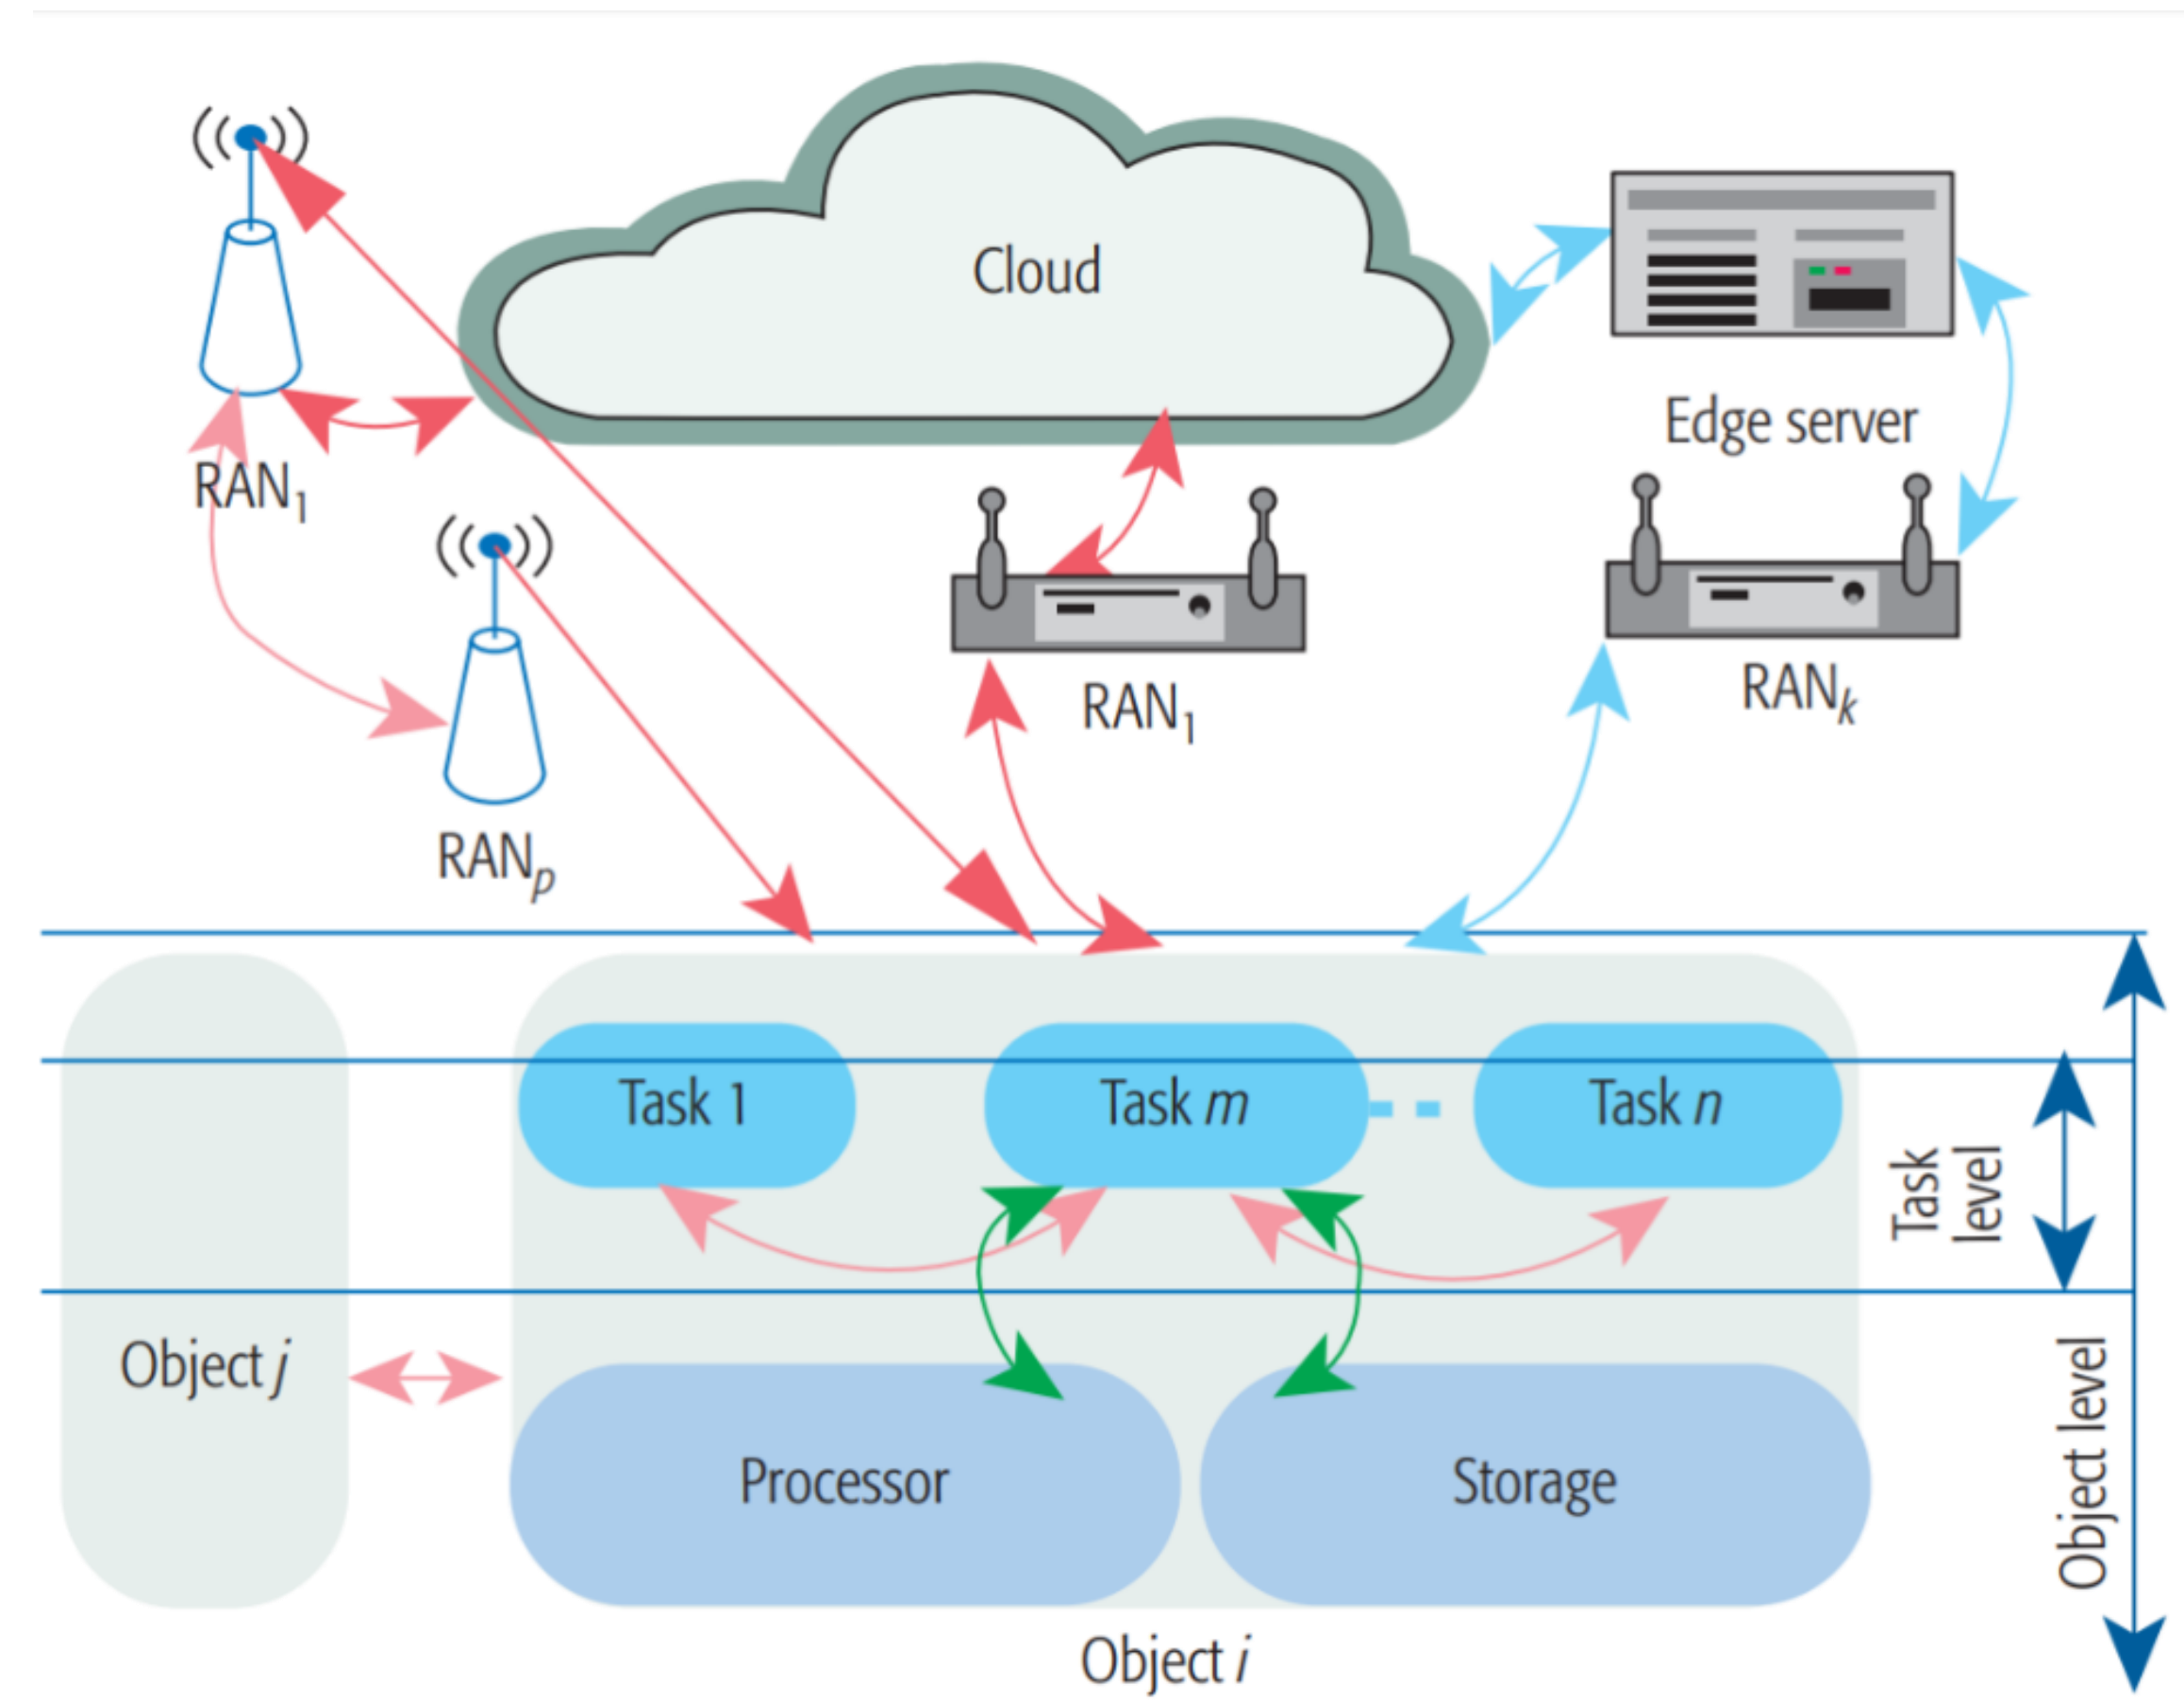 Cloud
Edge server
RAN1
RAN1
RANk
RANp
Task 1
Task m
Task n
Task
level
Object j
Object level
Processor
Storage
Object i